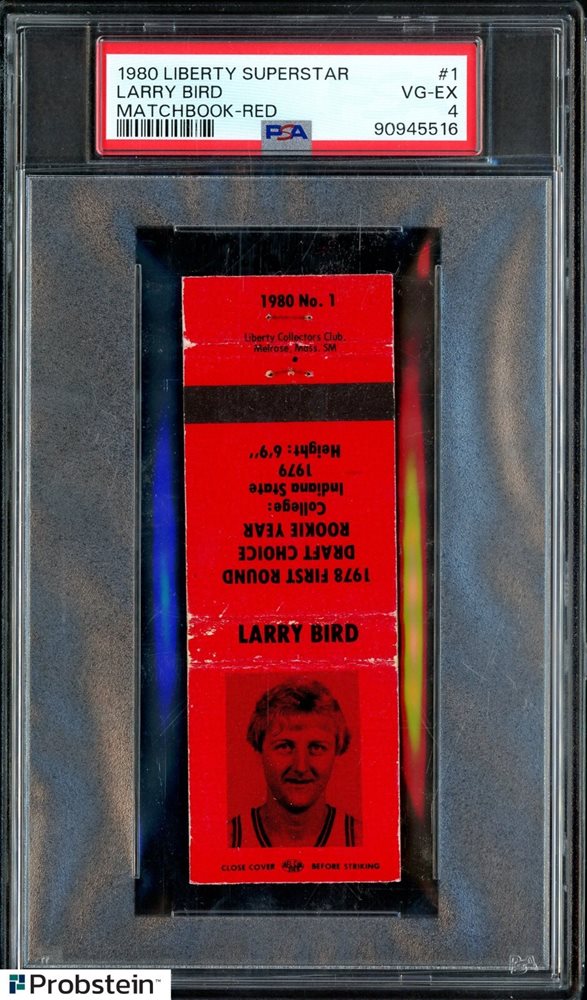 1980 LIBERTY SUPERSTAR #1
LARRY BIRD VG-EX
MATCHBOOK-RED 4
PSA 90945516
1980 No. 1
Liberty Collectors Club,
Melrose, Mass. SM
1978 FIRST ROUND
DRAFT CHOICE
ROOKIE YEAR
College:
Indiana State
1979
Height: 6'9"
LARRY BIRD
CLOSE COVER BEFORE STRIKING
PSA
Probstein™